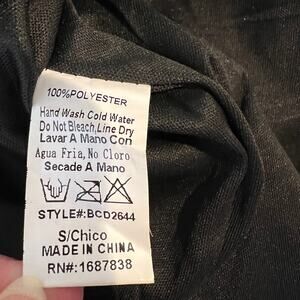 100%POLYESTER
Hand Wash Cold Water
Do Not Bleach,Line Dry
Lavar A Mano Con
Agua Fria,No Cloro
Secade A Mano
STYLE#:BCD2644
S/Chico
MADE IN CHINA
RN#:1687838